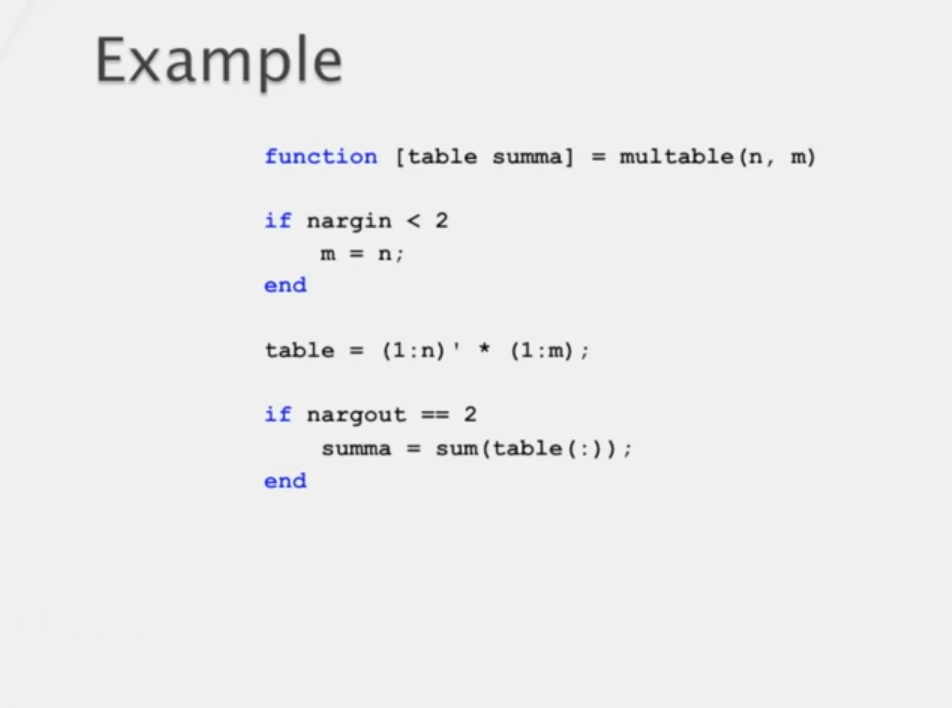 Example
function [table summa] = multable(n, m)
if nargin < 2
m = n;
end
table = (1:n)' * (1:m);
if nargout == 2
summa = sum(table(:));
end